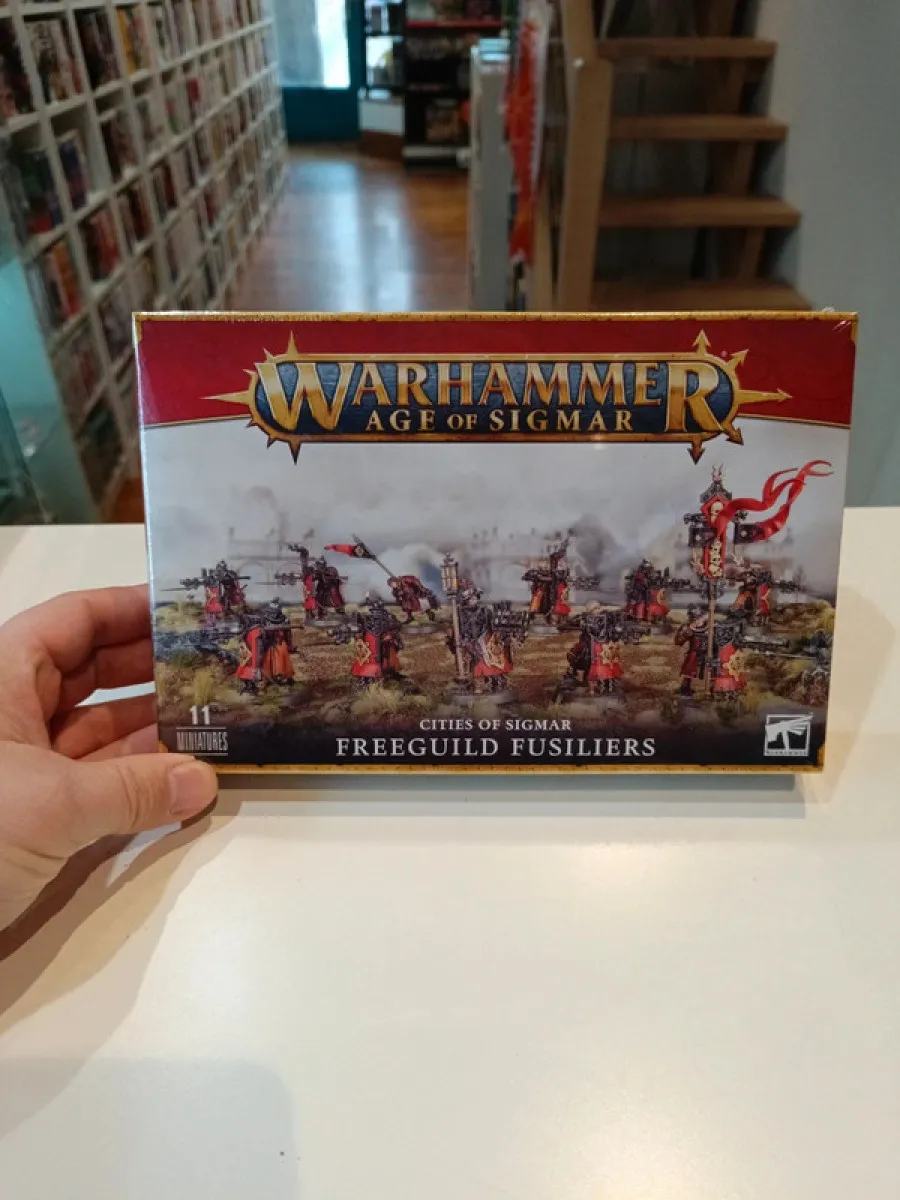 WARHAMMER
AGE OF SIGMAR
11
MINIATURES
CITIES OF SIGMAR
FREEGUILD FUSILIERS